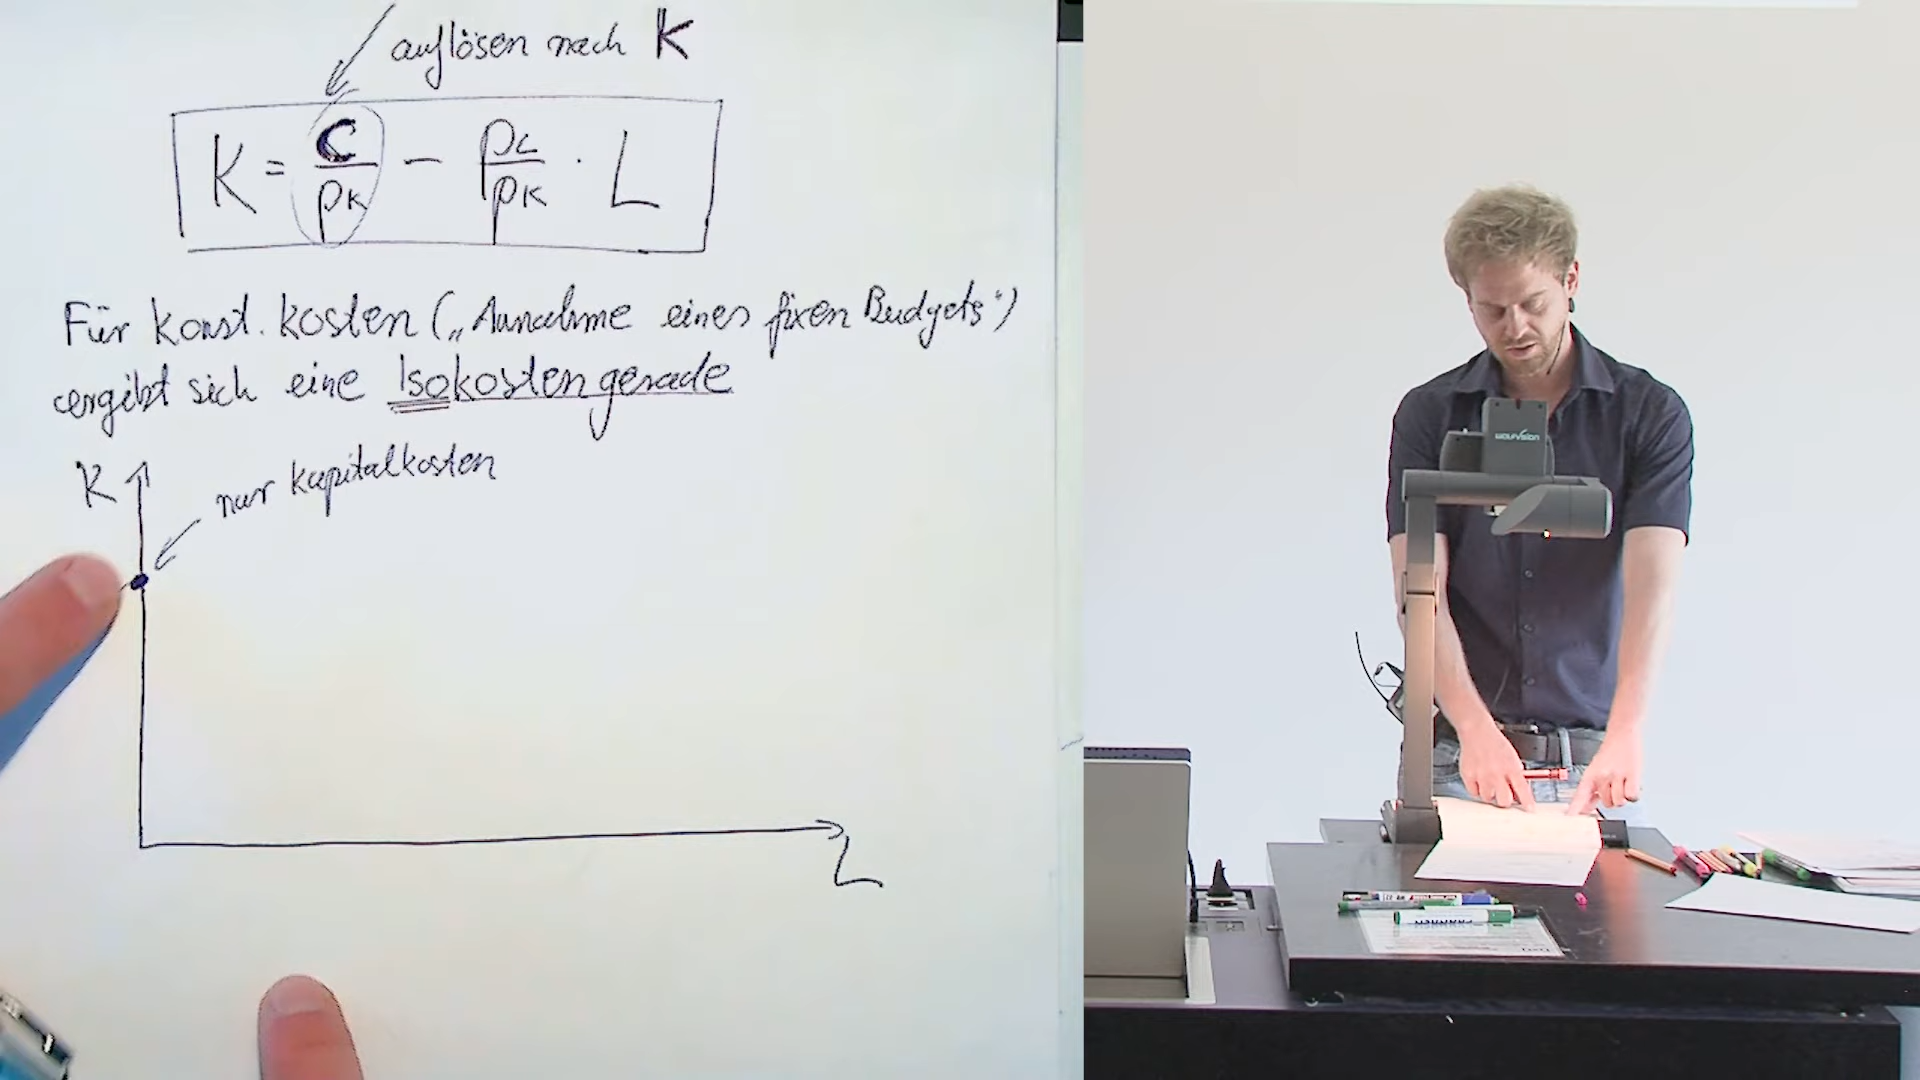 auflösen nach K
K = C/pK − pL/pK · L
Für konst. Kosten („Annahme eines fixen Budgets")
ergibt sich eine Isokostengerade
K
nur Kapitalkosten
L
WolfVision